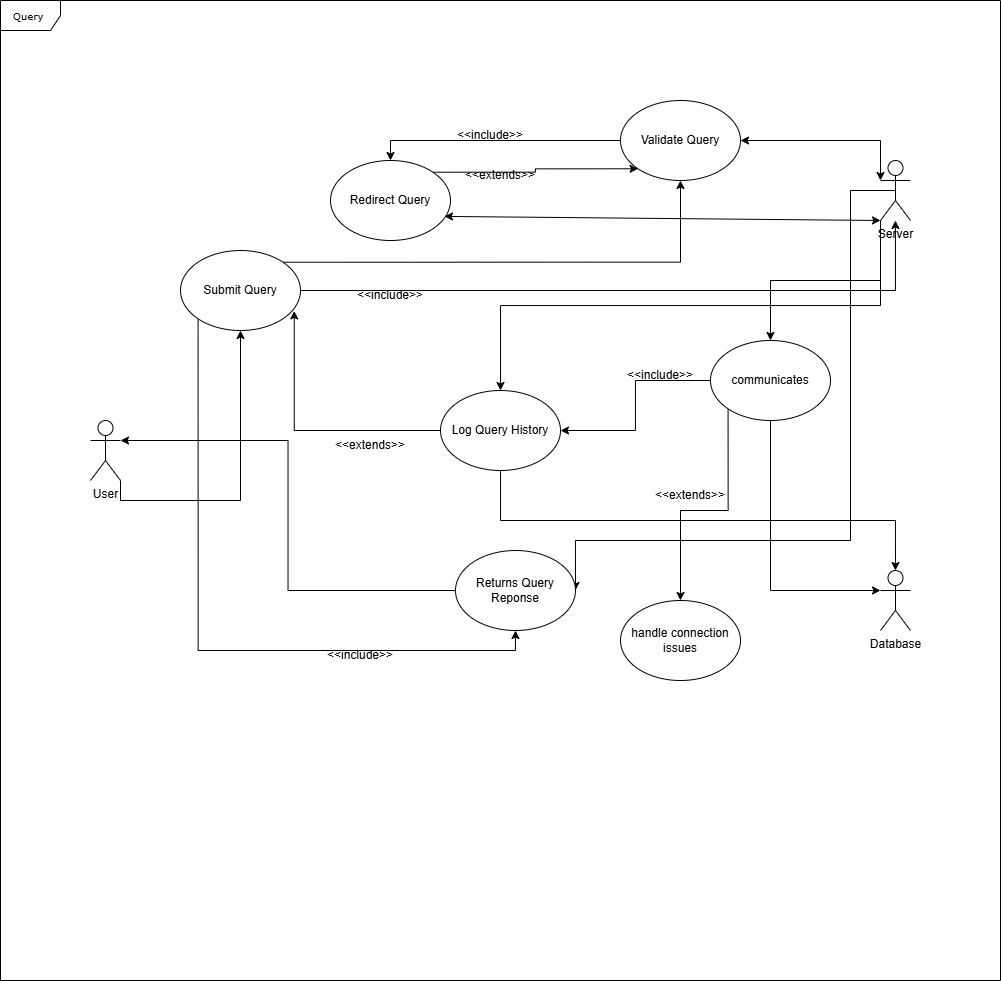 Query
<<include>>
Validate Query
<<extends>>
Redirect Query
Server
Submit Query
<<include>>
<<include>>
communicates
Log Query History
<<extends>>
User
<<extends>>
Returns Query
Reponse
handle connection
issues
Database
<<include>>